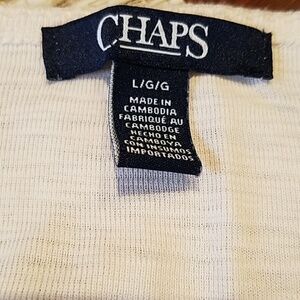 CHAPS
L/G/G
MADE IN
CAMBODIA
FABRIQUÉ AU
CAMBODGE
HECHO EN
CAMBOYA
CON INSUMOS
IMPORTADOS